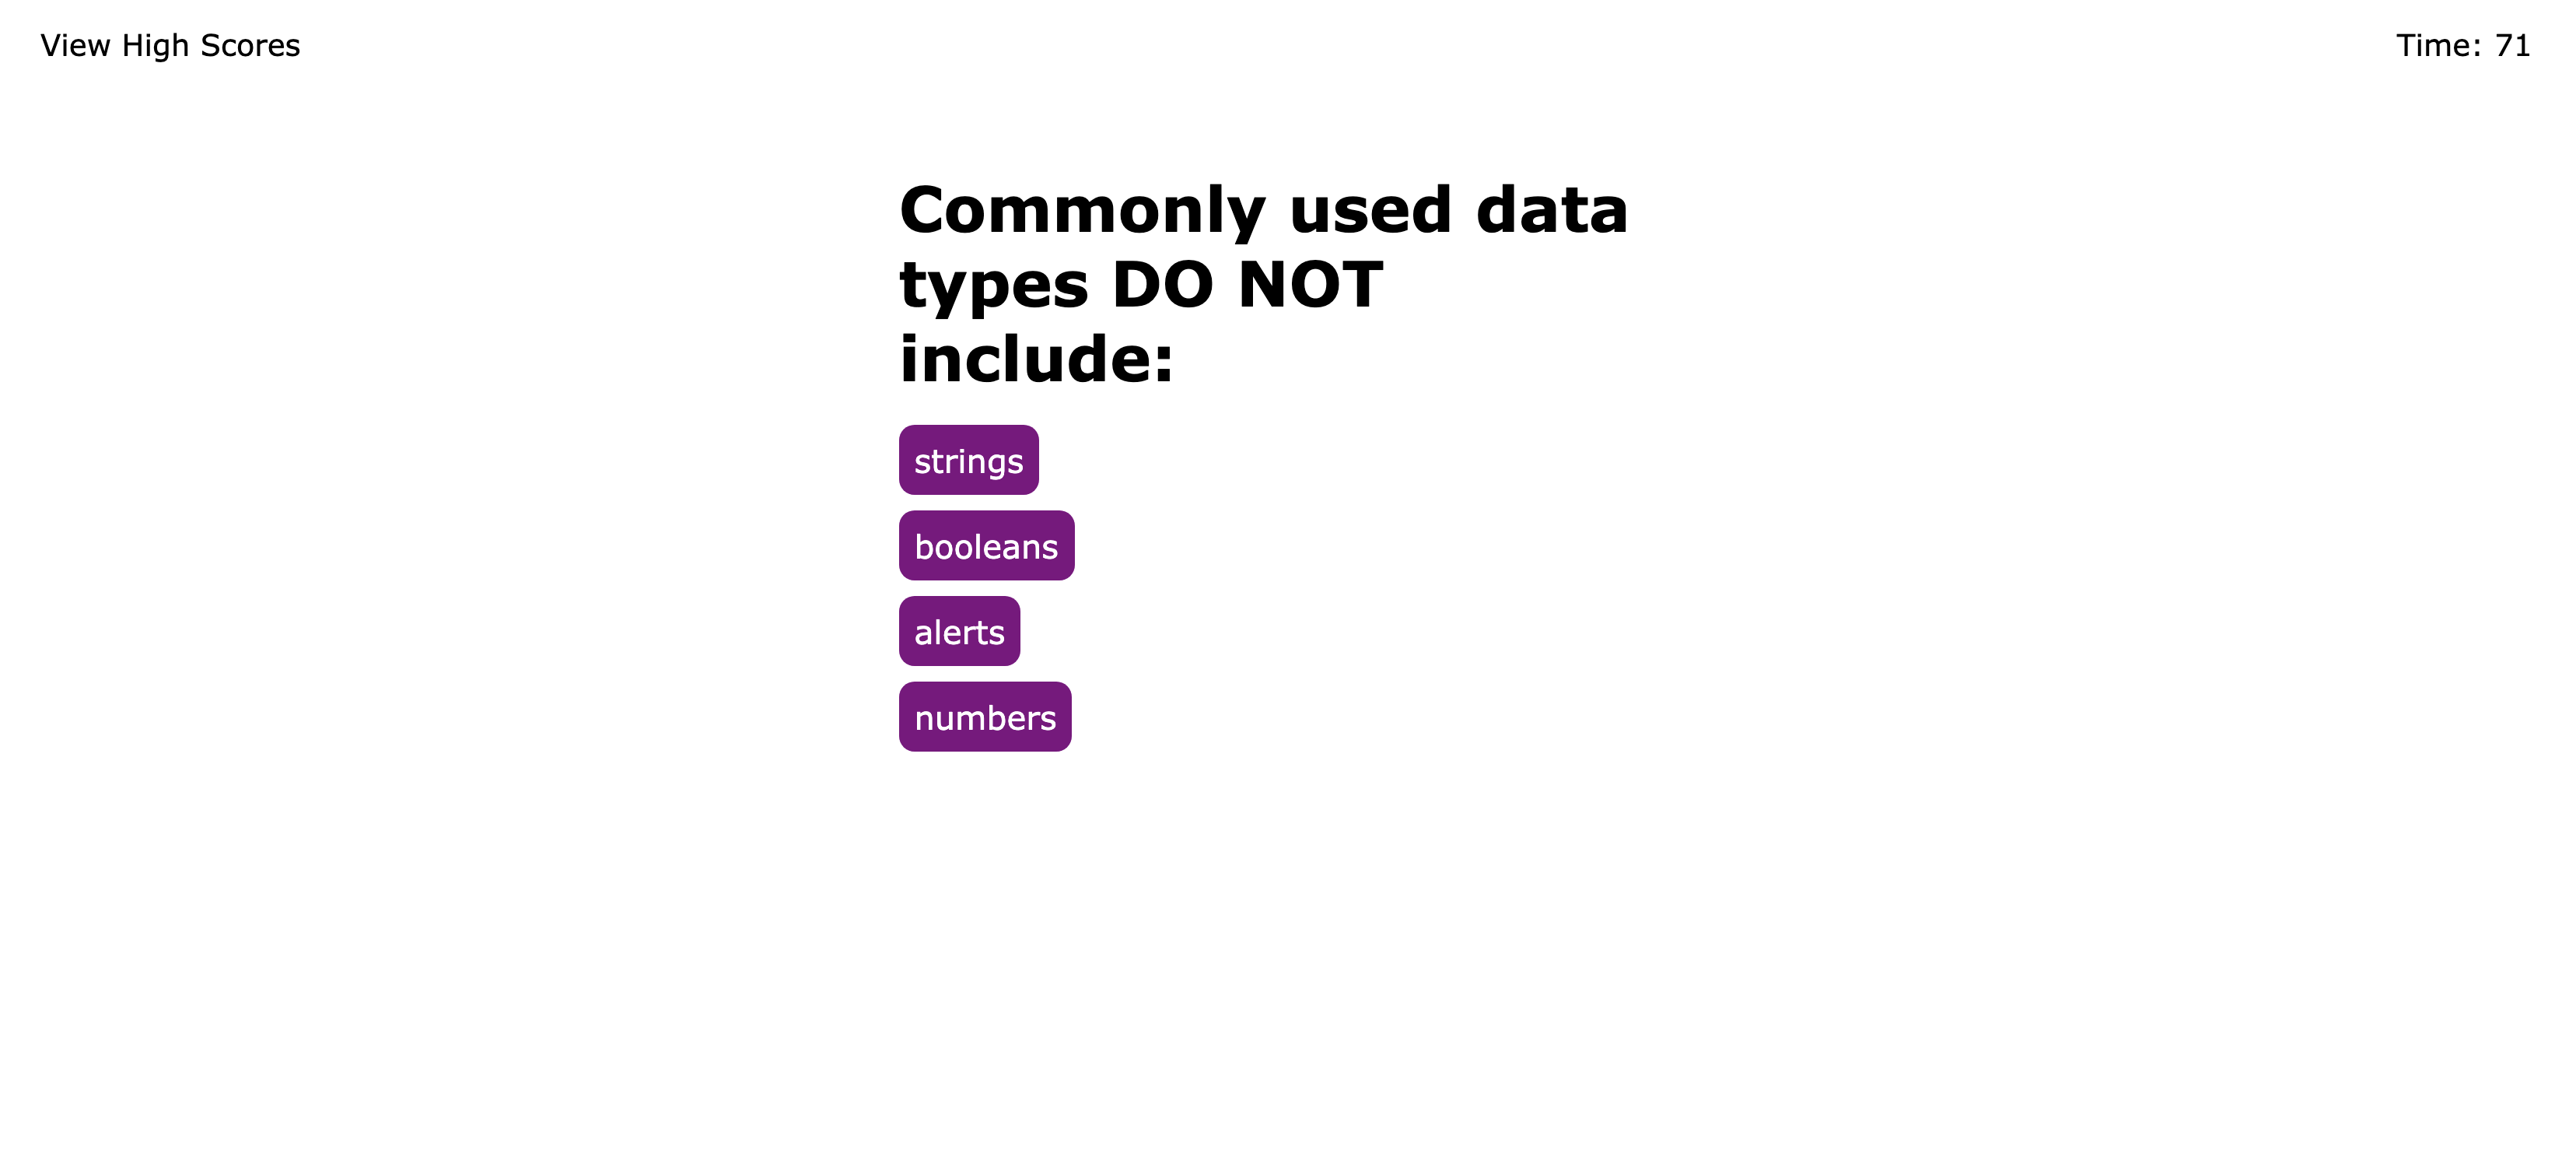 View High Scores
Time: 71
Commonly used data
types DO NOT
include:
strings
booleans
alerts
numbers